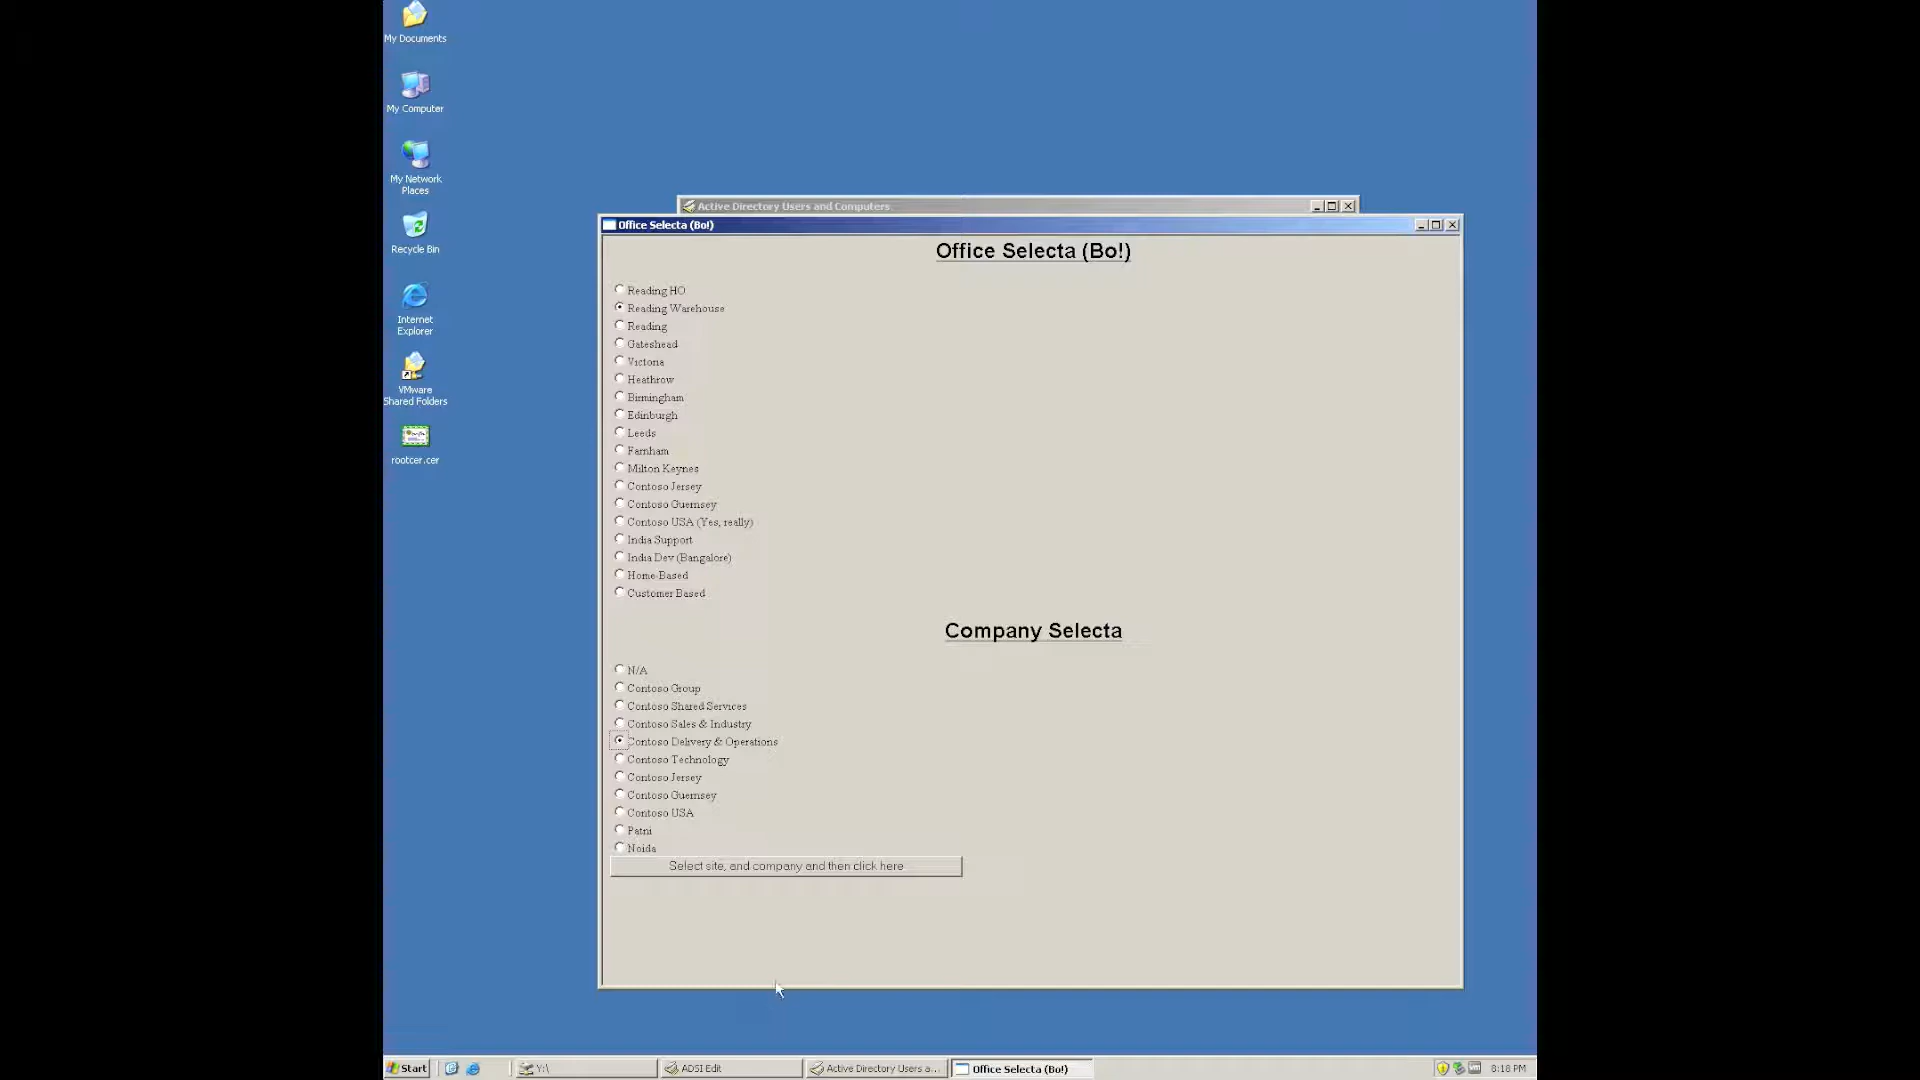 My Documents
My Computer
My Network
Places
Recycle Bin
Internet
Explorer
VMware
Shared Folders
rootcer.cer
Active Directory Users and Computers
Office Selecta (Bo!)
Office Selecta (Bo!)
Reading HO
Reading Warehouse
Reading
Gateshead
Victoria
Heathrow
Birmingham
Edinburgh
Leeds
Farnham
Milton Keynes
Contoso Jersey
Contoso Guernsey
Contoso USA (Yes, really)
India Support
India Dev (Bangalore)
Home-Based
Customer Based
Company Selecta
N/A
Contoso Group
Contoso Shared Services
Contoso Sales & Industry
Contoso Delivery & Operations
Contoso Technology
Contoso Jersey
Contoso Guernsey
Contoso USA
Patni
Noida
Select site, and company and then click here
Start
Y:\
ADSI Edit
Active Directory Users a...
Office Selecta (Bo!)
8:18 PM